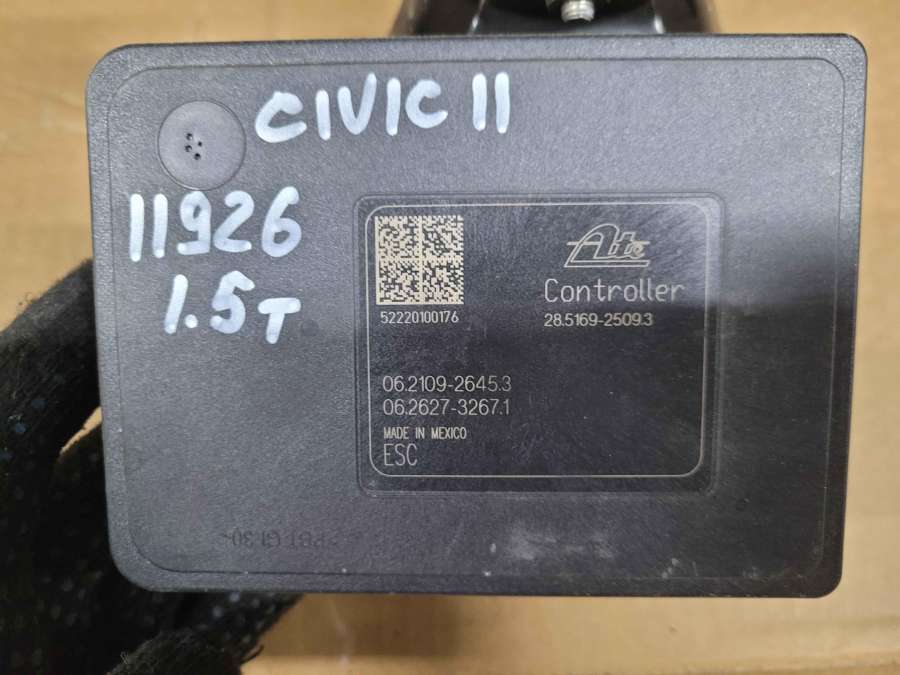 CIVIC 11
11926
1.5T
Ate
Controller
52220100176
28.5169-2509.3
06.2109-2645.3
06.2627-3267.1
MADE IN MEXICO
ESC